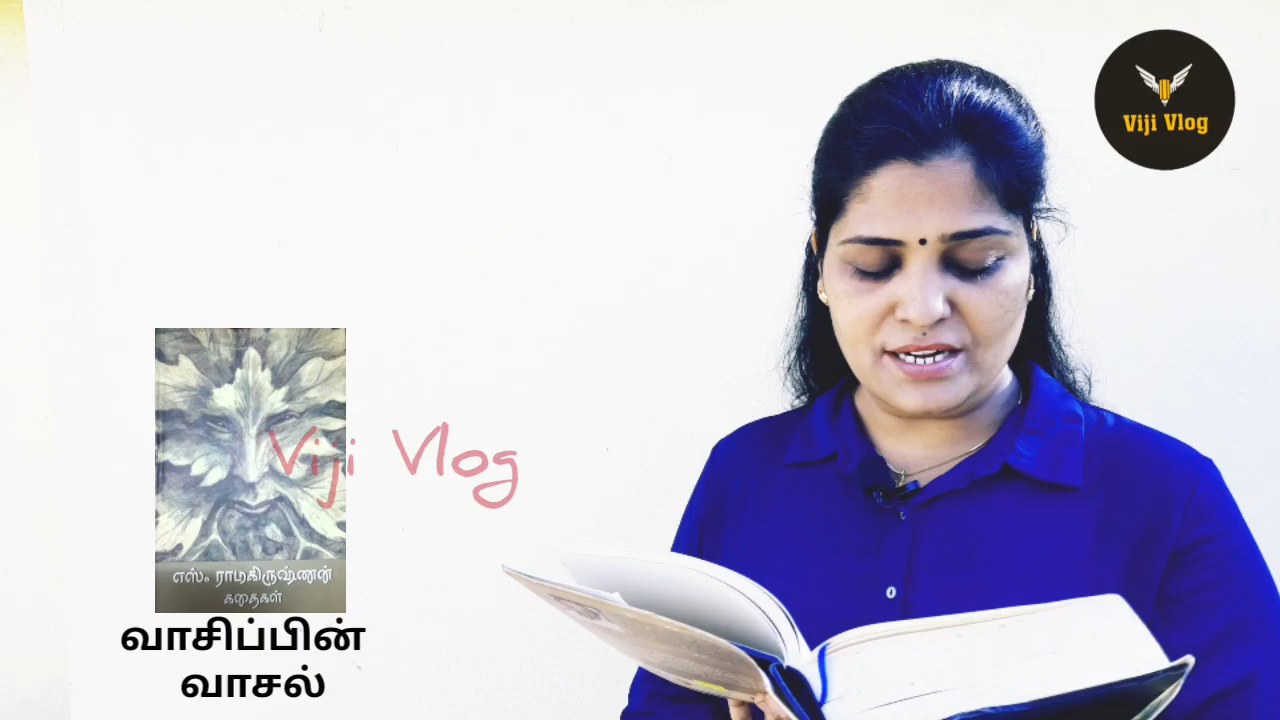 Viji Vlog
Viji Vlog
எஸ். ராமகிருஷ்ணன்
கதைகள்
வாசிப்பின்
வாசல்